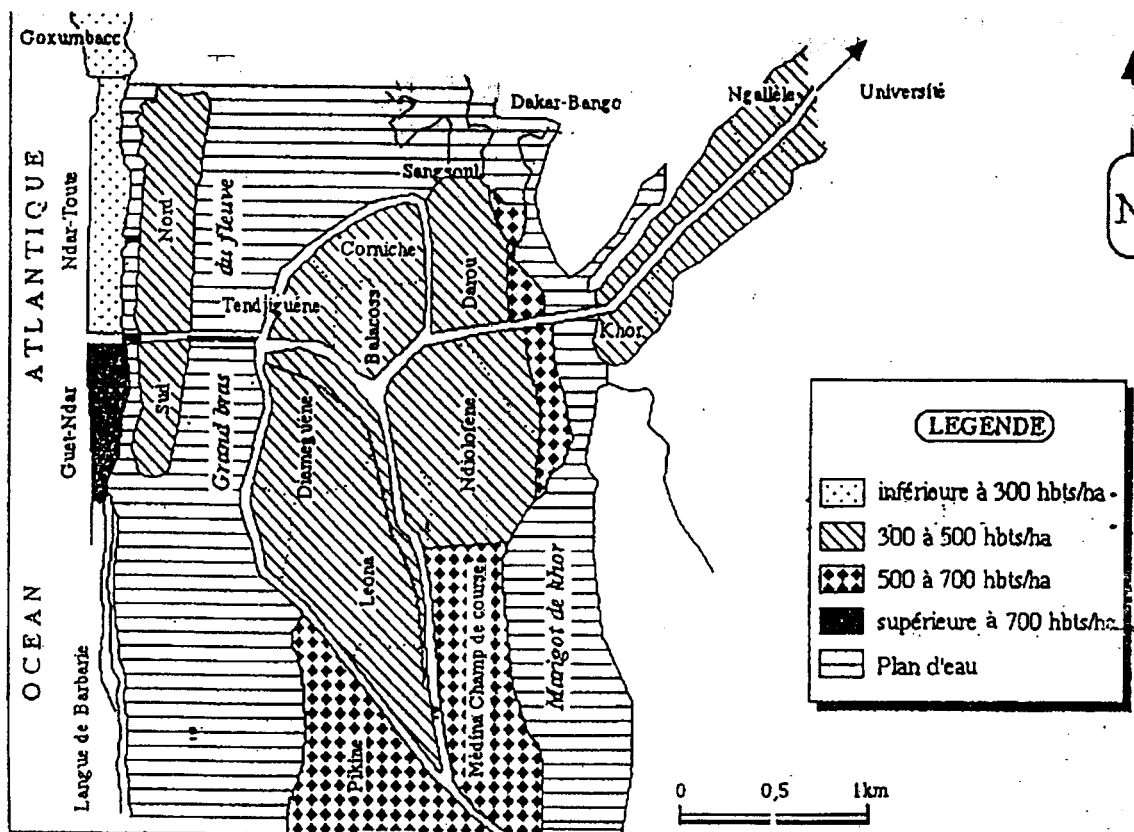 Goxumbacc
Ngallèle
Université
Dakar-Bango
N
ATLANTIQUE
Ndar-Toute
Nord
du fleuve
Corniche
Darou
Tendjiguène
Balacoss
Khor
Guet-Ndar
Sud
Grand bras
Diameguène
Ndiolofène
OCEAN
Langue de Barbarie
Leona
Pikine
Médina Champ de course
Marigot de khor
LEGENDE
inférieure à 300 hbts/ha
300 à 500 hbts/ha
500 à 700 hbts/ha
supérieure à 700 hbts/ha
Plan d'eau
0 0,5 1km